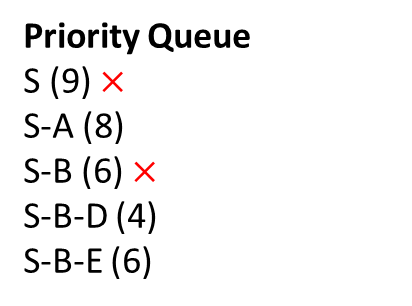 Priority Queue
S (9) ×
S-A (8)
S-B (6) ×
S-B-D (4)
S-B-E (6)